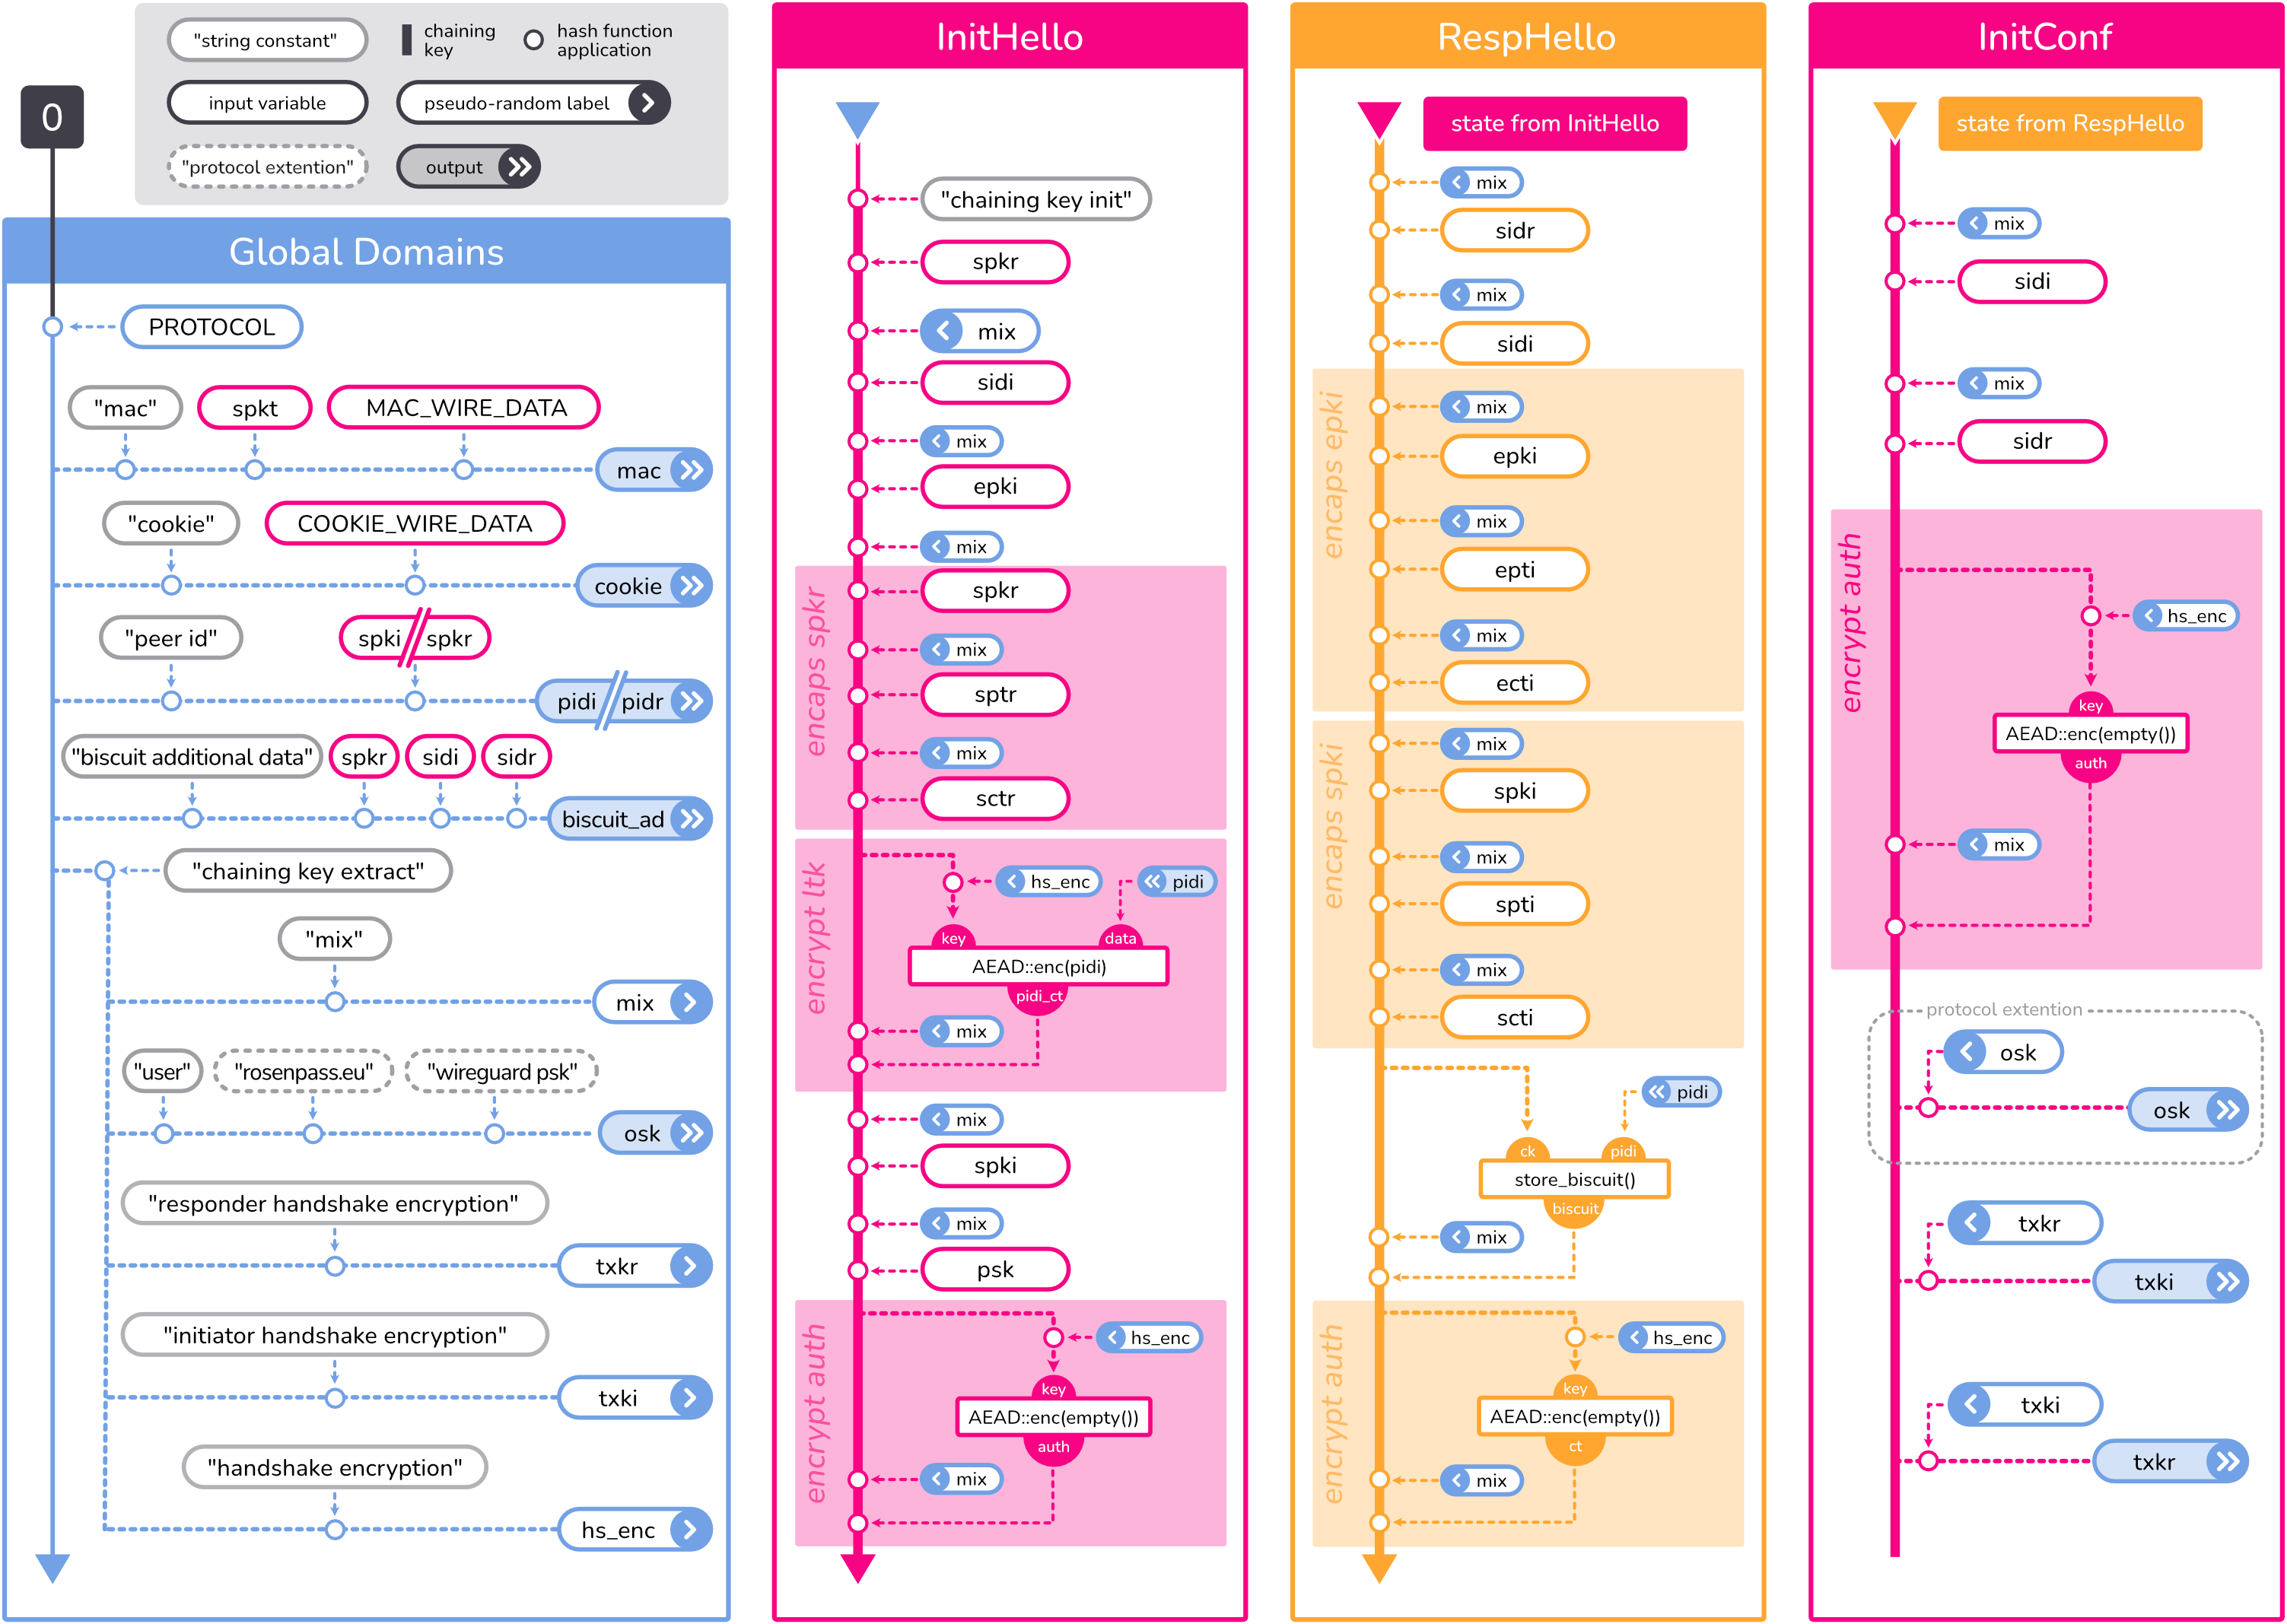 "string constant"
chaining
key
hash function
application
input variable
pseudo-random label
"protocol extention"
output
0
Global Domains
PROTOCOL
"mac"
spkt
MAC_WIRE_DATA
mac
"cookie"
COOKIE_WIRE_DATA
cookie
"peer id"
spki
spkr
pidi
pidr
"biscuit additional data"
spkr
sidi
sidr
biscuit_ad
"chaining key extract"
"mix"
mix
"user"
"rosenpass.eu"
"wireguard psk"
osk
"responder handshake encryption"
txkr
"initiator handshake encryption"
txki
"handshake encryption"
hs_enc
InitHello
"chaining key init"
spkr
mix
sidi
mix
epki
mix
encaps spkr
spkr
mix
sptr
mix
sctr
encrypt ltk
hs_enc
pidi
key
data
AEAD::enc(pidi)
pidi_ct
mix
mix
spki
mix
psk
encrypt auth
hs_enc
key
AEAD::enc(empty())
auth
mix
RespHello
state from InitHello
mix
sidr
mix
sidi
encaps epki
mix
epki
mix
epti
mix
ecti
encaps spki
mix
spki
mix
spti
mix
scti
pidi
ck
pidi
store_biscuit()
biscuit
mix
encrypt auth
hs_enc
key
AEAD::enc(empty())
ct
mix
InitConf
state from RespHello
mix
sidi
mix
sidr
encrypt auth
hs_enc
key
AEAD::enc(empty())
auth
mix
protocol extention
osk
osk
txkr
txki
txki
txkr